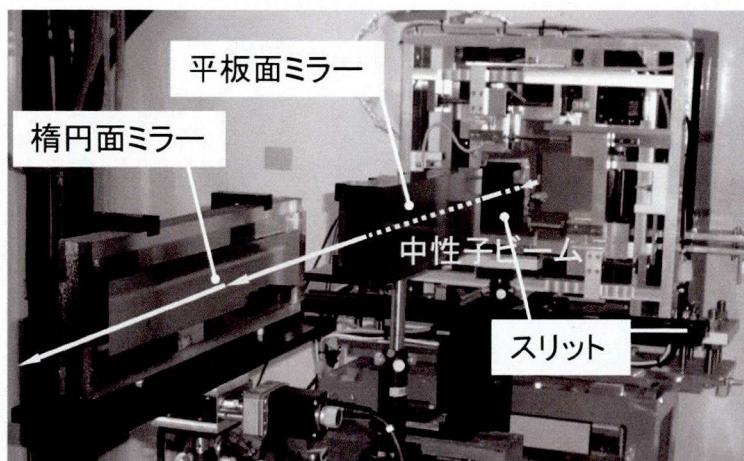 平板面ミラー
楕円面ミラー
中性子ビーム
スリット